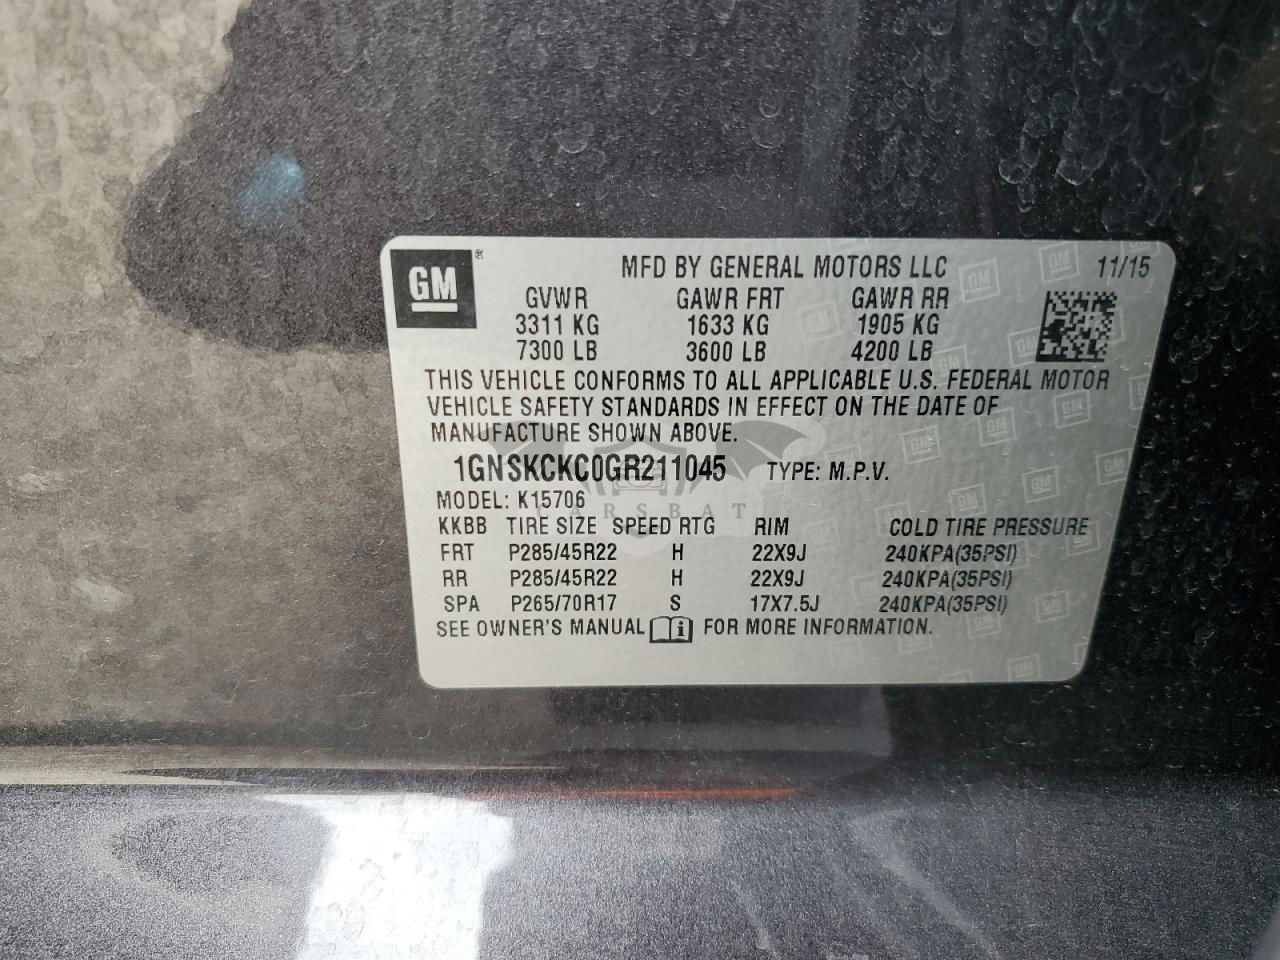 GM®
MFD BY GENERAL MOTORS LLC 11/15
GVWR GAWR FRT GAWR RR
3311 KG 1633 KG 1905 KG
7300 LB 3600 LB 4200 LB
THIS VEHICLE CONFORMS TO ALL APPLICABLE U.S. FEDERAL MOTOR
VEHICLE SAFETY STANDARDS IN EFFECT ON THE DATE OF
MANUFACTURE SHOWN ABOVE.
1GNSKCKC0GR211045 TYPE: M.P.V.
MODEL: K15706
CARSBAT
KKBB TIRE SIZE SPEED RTG RIM COLD TIRE PRESSURE
FRT P285/45R22 H 22X9J 240KPA(35PSI)
RR P285/45R22 H 22X9J 240KPA(35PSI)
SPA P265/70R17 S 17X7.5J 240KPA(35PSI)
SEE OWNER'S MANUAL FOR MORE INFORMATION.